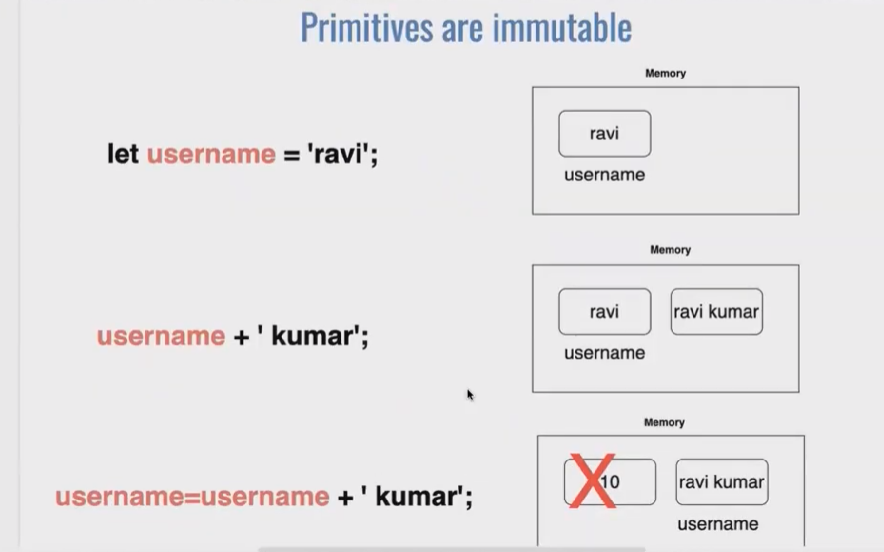 Primitives are immutable
Memory
let username = 'ravi';
ravi
username
Memory
username + ' kumar';
ravi
ravi kumar
username
Memory
username=username + ' kumar';
X
10
ravi kumar
username